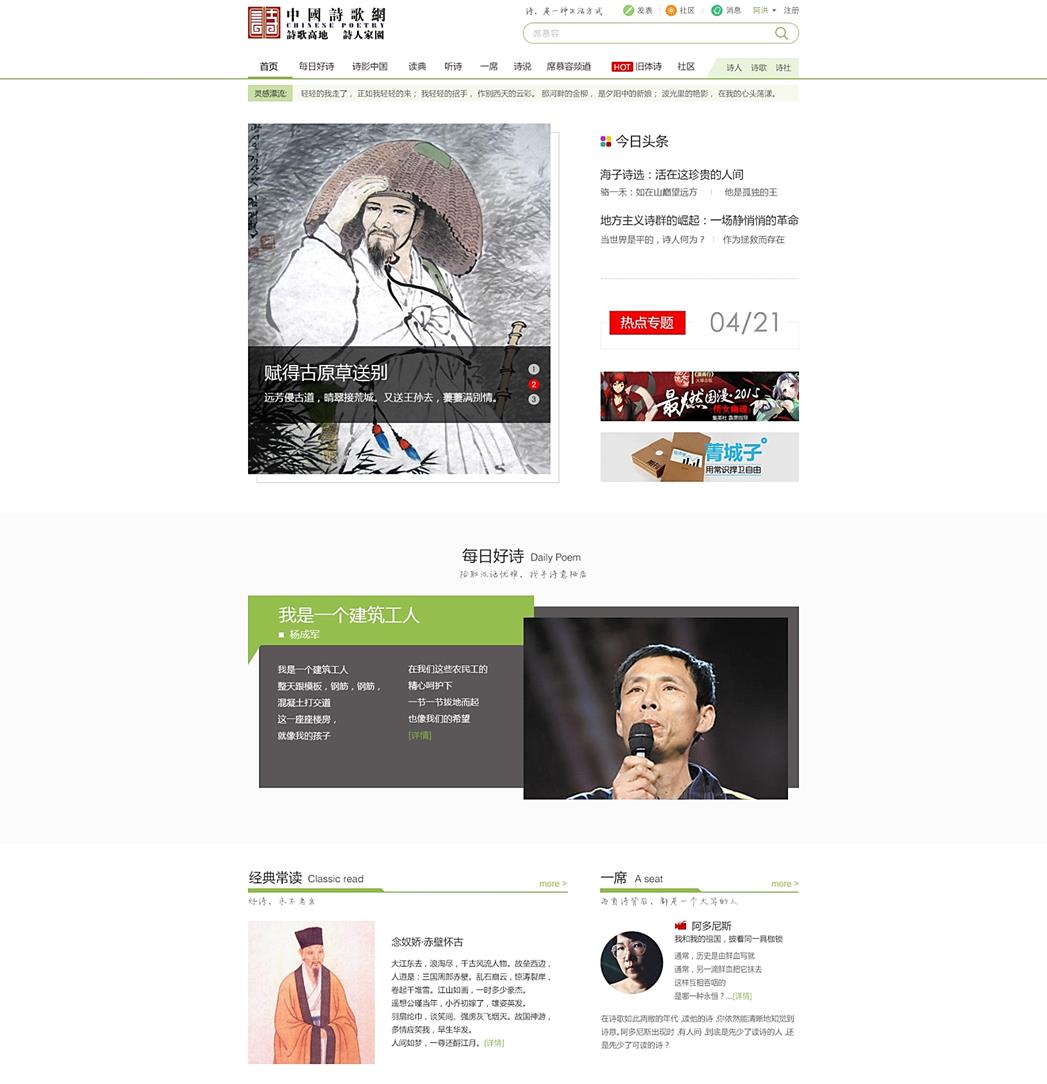 中國詩歌網
CHINESE POETRY
詩歌高地 詩人家園
诗，是一种生活方式
发表 社区 消息 阿洪 注册
席慕容
首页 每日好诗 诗影中国 读典 听诗 一席 诗说 席慕容频道 HOT 旧体诗 社区 诗人 诗歌 诗社
灵感漂流: 轻轻的我走了， 正如我轻轻的来； 我轻轻的招手， 作别西天的云彩。 那河畔的金柳， 是夕阳中的新娘； 波光里的艳影， 在我的心头荡漾。
赋得古原草送别
远芳侵古道，晴翠接荒城。又送王孙去，萋萋满别情。
1
2
3
今日头条
海子诗选：活在这珍贵的人间
骆一禾：如在山巅望远方 他是孤独的王
地方主义诗群的崛起：一场静悄悄的革命
当世界是平的，诗人何为？ 作为拯救而存在
热点专题 04/21
最燃国漫·2015
倩女幽魂
菁城子
用常识捍卫自由
每日好诗 Daily Poem
我是一个建筑工人
杨成军
我是一个建筑工人
整天跟模板，钢筋，钢筋，
混凝土打交道
这一座座楼房，
就像我的孩子
在我们这些农民工的
精心呵护下
一节一节拔地而起
也像我们的希望
[详情]
经典常读 Classic read more >
好诗，永不为言
念奴娇·赤壁怀古
大江东去，浪淘尽，千古风流人物。故垒西边，
人道是：三国周郎赤壁。乱石崩云，惊涛裂岸，
卷起千堆雪。江山如画，一时多少豪杰。
遥想公瑾当年，小乔初嫁了，雄姿英发。
羽扇纶巾，谈笑间、强虏灰飞烟灭。故国神游，
多情应笑我，早生华发。
人间如梦，一尊还酹江月。[详情]
一席 A seat more >
每首诗背后，都是一个大写的人
阿多尼斯
我和我的祖国，披着同一具枷锁
通常，历史是由鲜血写就
通常，另一滩鲜血把它抹去
这样互相吞咽的
是哪一种永恒？...[详情]
在诗歌如此凋敝的年代 ,读他的诗 ,你依然能清晰地知觉到
诗意。阿多尼斯出现时 ,有人问 ,到底是先少了读诗的人 ,还
是先少了可读的诗？